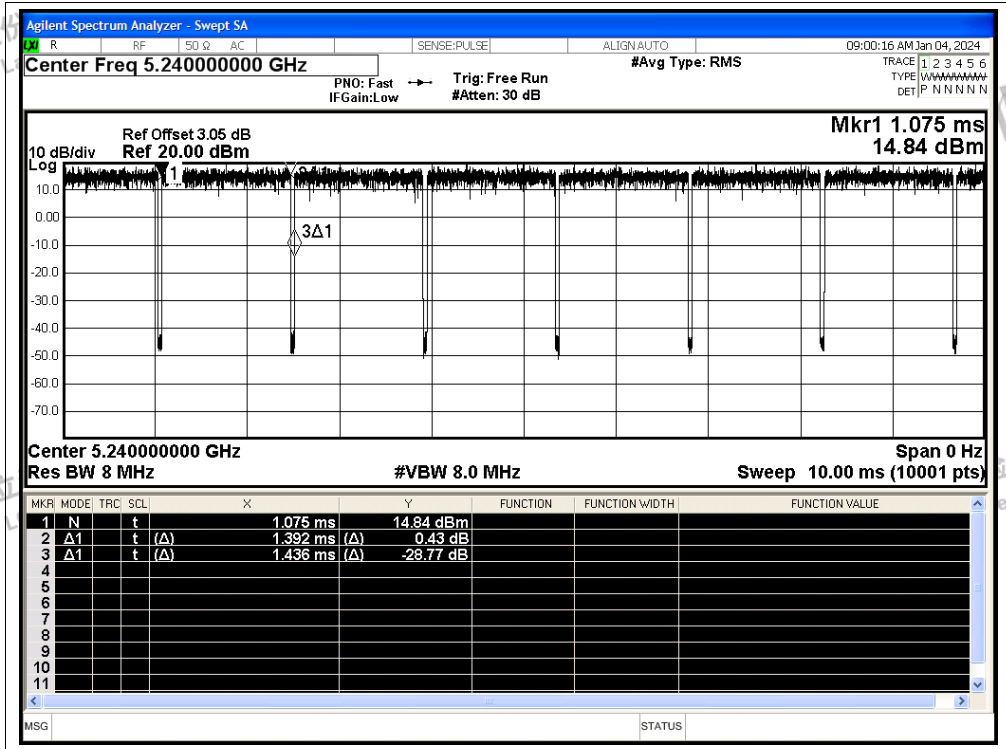 Agilent Spectrum Analyzer - Swept SA
LXI R RF 50 Ω AC SENSE:PULSE ALIGN AUTO 09:00:16 AM Jan 04, 2024
Center Freq 5.240000000 GHz #Avg Type: RMS TRACE 1 2 3 4 5 6
PNO: Fast Trig: Free Run TYPE WWWWWW
IFGain:Low #Atten: 30 dB DET P N N N N N
Mkr1 1.075 ms
14.84 dBm
Ref Offset 3.05 dB
10 dB/div Ref 20.00 dBm
Log
1
10.0
0.00
3Δ1
-10.0
-20.0
-30.0
-40.0
-50.0
-60.0
-70.0
Center 5.240000000 GHz Span 0 Hz
Res BW 8 MHz #VBW 8.0 MHz Sweep 10.00 ms (10001 pts)
MKR MODE TRC SCL X Y FUNCTION FUNCTION WIDTH FUNCTION VALUE
1 N t 1.075 ms 14.84 dBm
2 Δ1 t (Δ) 1.392 ms (Δ) 0.43 dB
3 Δ1 t (Δ) 1.436 ms (Δ) -28.77 dB
4
5
6
7
8
9
10
11
MSG STATUS